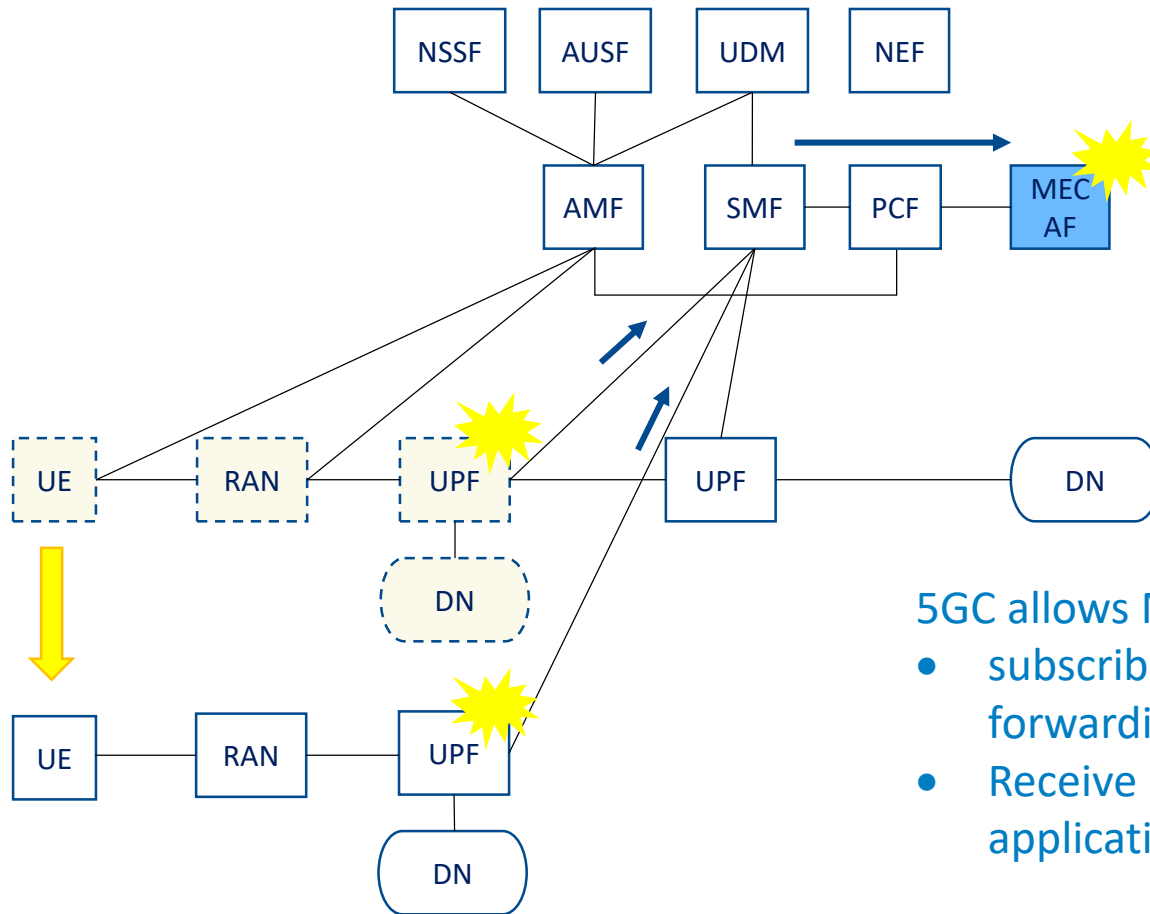 NSSF
AUSF
UDM
NEF
AMF
SMF
PCF
MEC
AF
UE
RAN
UPF
UPF
DN
DN
5GC allows
• subscrib
forwardi
• Receive
applicati
UE
RAN
UPF
DN